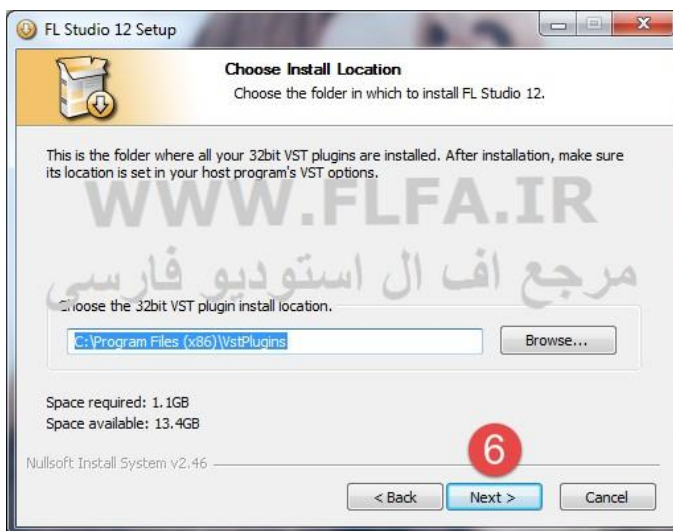 FL Studio 12 Setup
Choose Install Location
Choose the folder in which to install FL Studio 12.
This is the folder where all your 32bit VST plugins are installed. After installation, make sure
its location is set in your host program's VST options.
WWW.FLFA.IR
مرجع اف ال استودیو فارسی
Choose the 32bit VST plugin install location.
C:\Program Files (x86)\VstPlugins
Browse...
Space required: 1.1GB
Space available: 13.4GB
6
Nullsoft Install System v2.46
< Back Next > Cancel